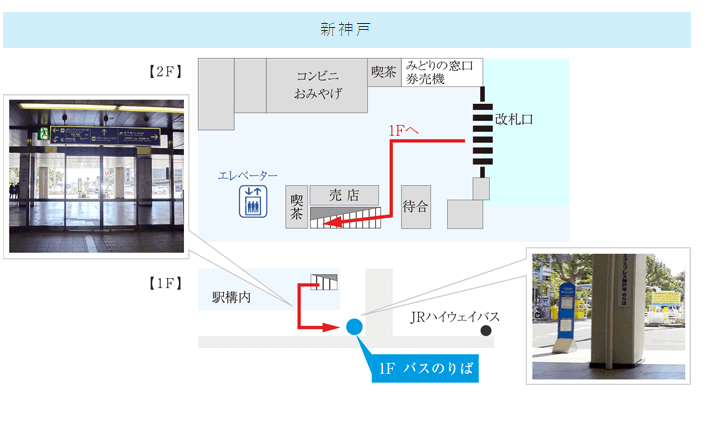 新神戸
【2F】
コンビニ
おみやげ
喫茶
みどりの窓口
券売機
改札口
1Fへ
エレベーター
喫茶
売店
待合
【1F】
駅構内
JRハイウェイバス
1F バスのりば